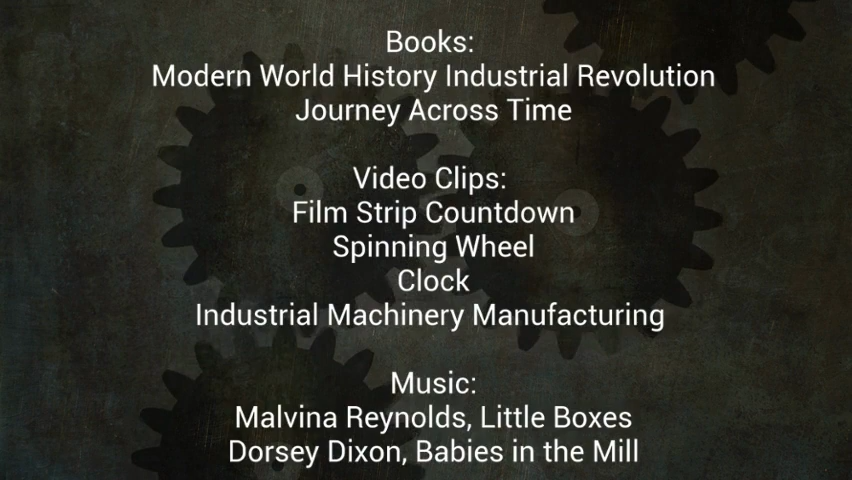 Books:
Modern World History Industrial Revolution
Journey Across Time
Video Clips:
Film Strip Countdown
Spinning Wheel
Clock
Industrial Machinery Manufacturing
Music:
Malvina Reynolds, Little Boxes
Dorsey Dixon, Babies in the Mill